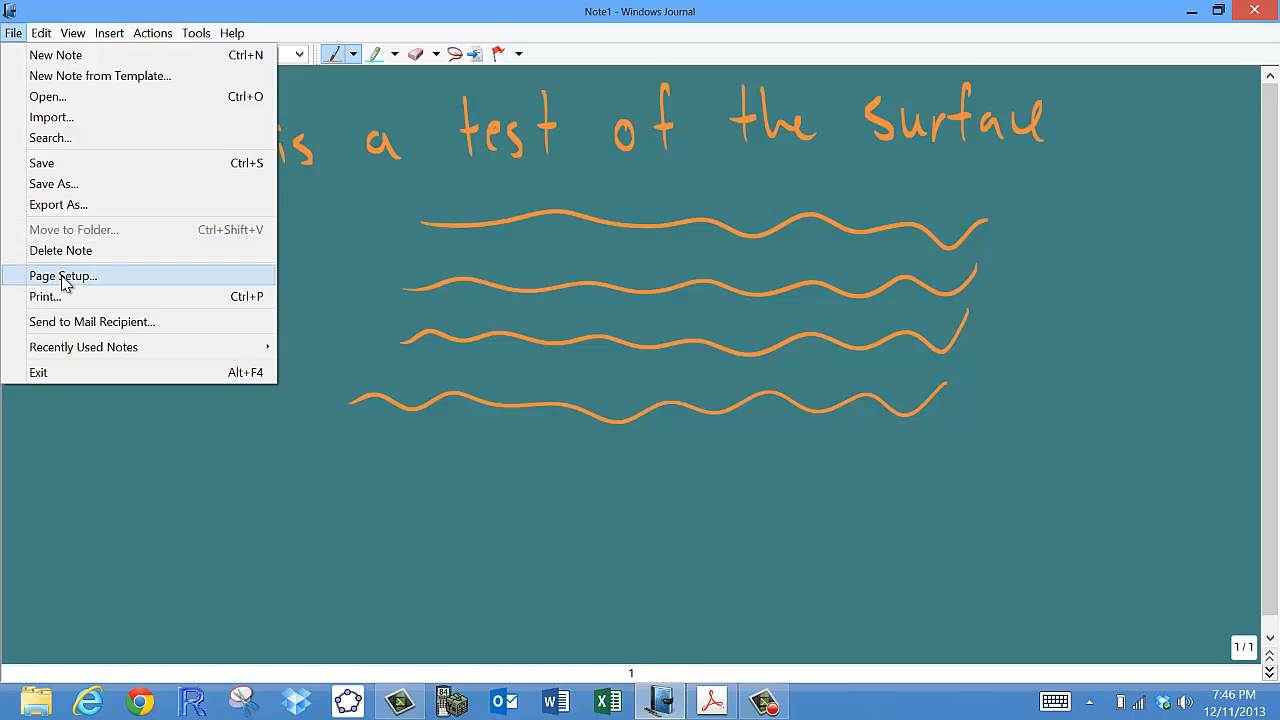 Note1 - Windows Journal
File Edit View Insert Actions Tools Help
New Note Ctrl+N
New Note from Template...
Open... Ctrl+O
Import...
Search...
Save Ctrl+S
Save As...
Export As...
Move to Folder... Ctrl+Shift+V
Delete Note
Page Setup...
Print... Ctrl+P
Send to Mail Recipient...
Recently Used Notes
Exit Alt+F4
is a test of the surface
1 / 1
1
7:46 PM
12/11/2013